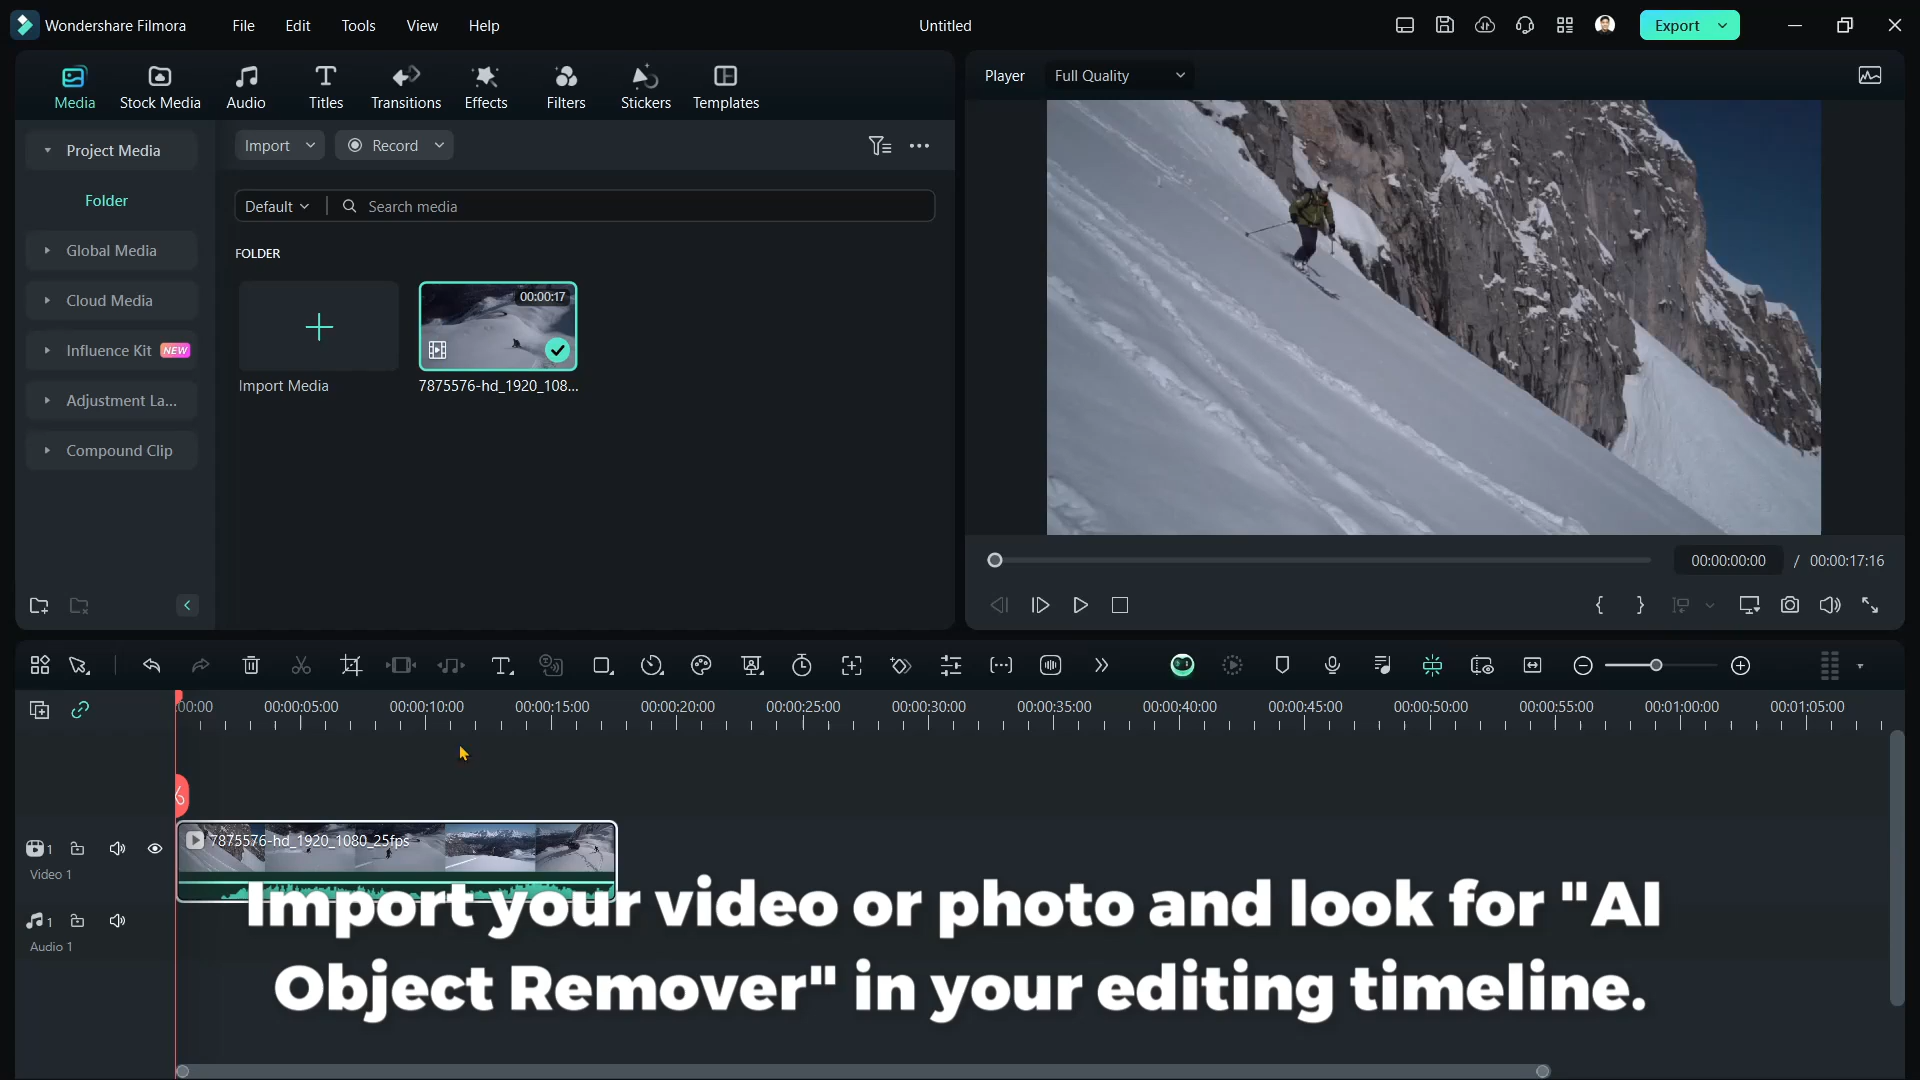 Wondershare Filmora
File
Edit
Tools
View
Help
Untitled
Export
Media
Stock Media
Audio
Titles
Transitions
Effects
Filters
Stickers
Templates
Player
Full Quality
Project Media
Folder
Global Media
Cloud Media
Influence Kit NEW
Adjustment La...
Compound Clip
Import
Record
Default
Search media
FOLDER
00:00:17
Import Media
7875576-hd_1920_108...
00:00:00:00 / 00:00:17:16
:00:00
00:00:05:00
00:00:10:00
00:00:15:00
00:00:20:00
00:00:25:00
00:00:30:00
00:00:35:00
00:00:40:00
00:00:45:00
00:00:50:00
00:00:55:00
00:01:00:00
00:01:05:00
1
Video 1
7875576-hd_1920_1080_25fps
1
Audio 1
Import your video or photo and look for "AI
Object Remover" in your editing timeline.